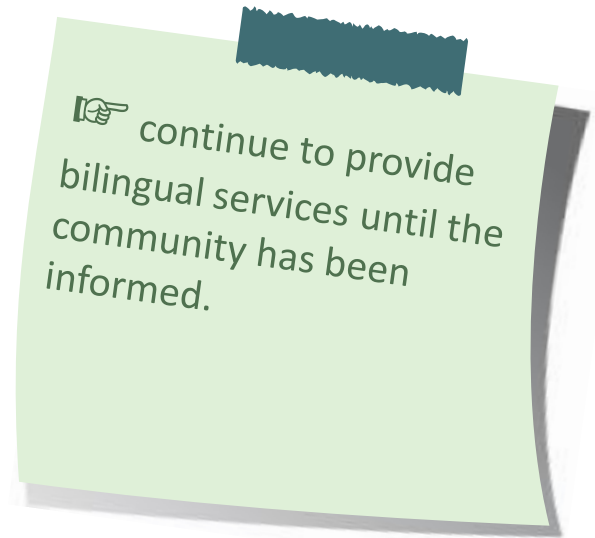 ☞ continue to provide
bilingual services until the
community has been
informed.